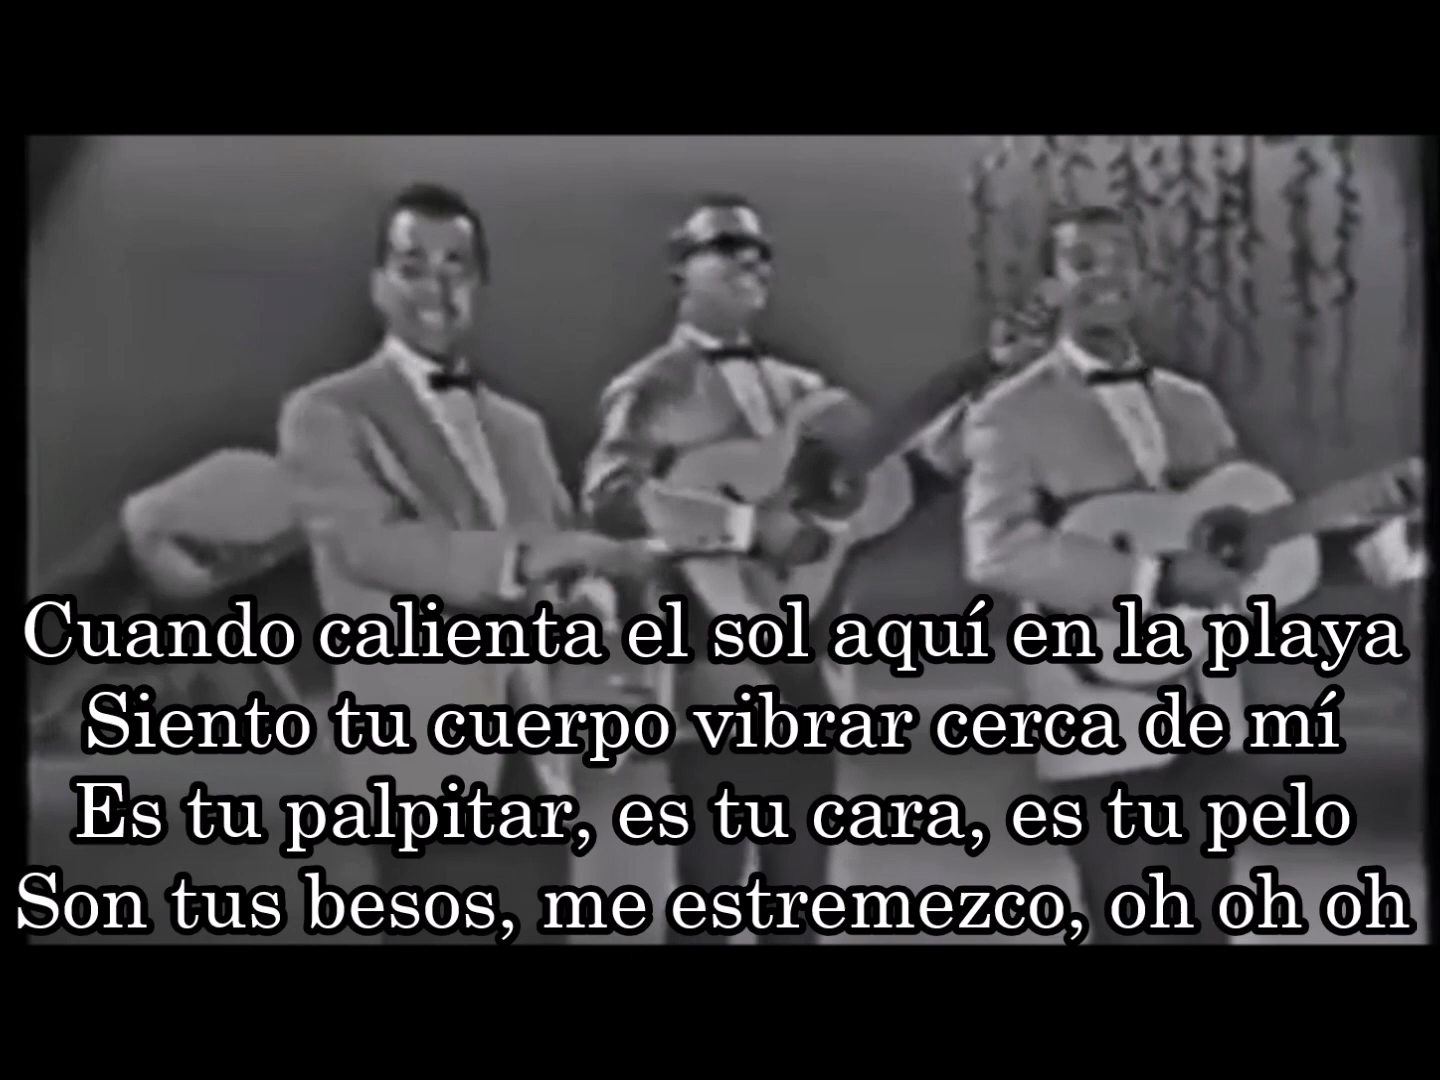 Cuando calienta el sol aquí en la playa
Siento tu cuerpo vibrar cerca de mí
Es tu palpitar, es tu cara, es tu pelo
Son tus besos, me estremezco, oh oh oh